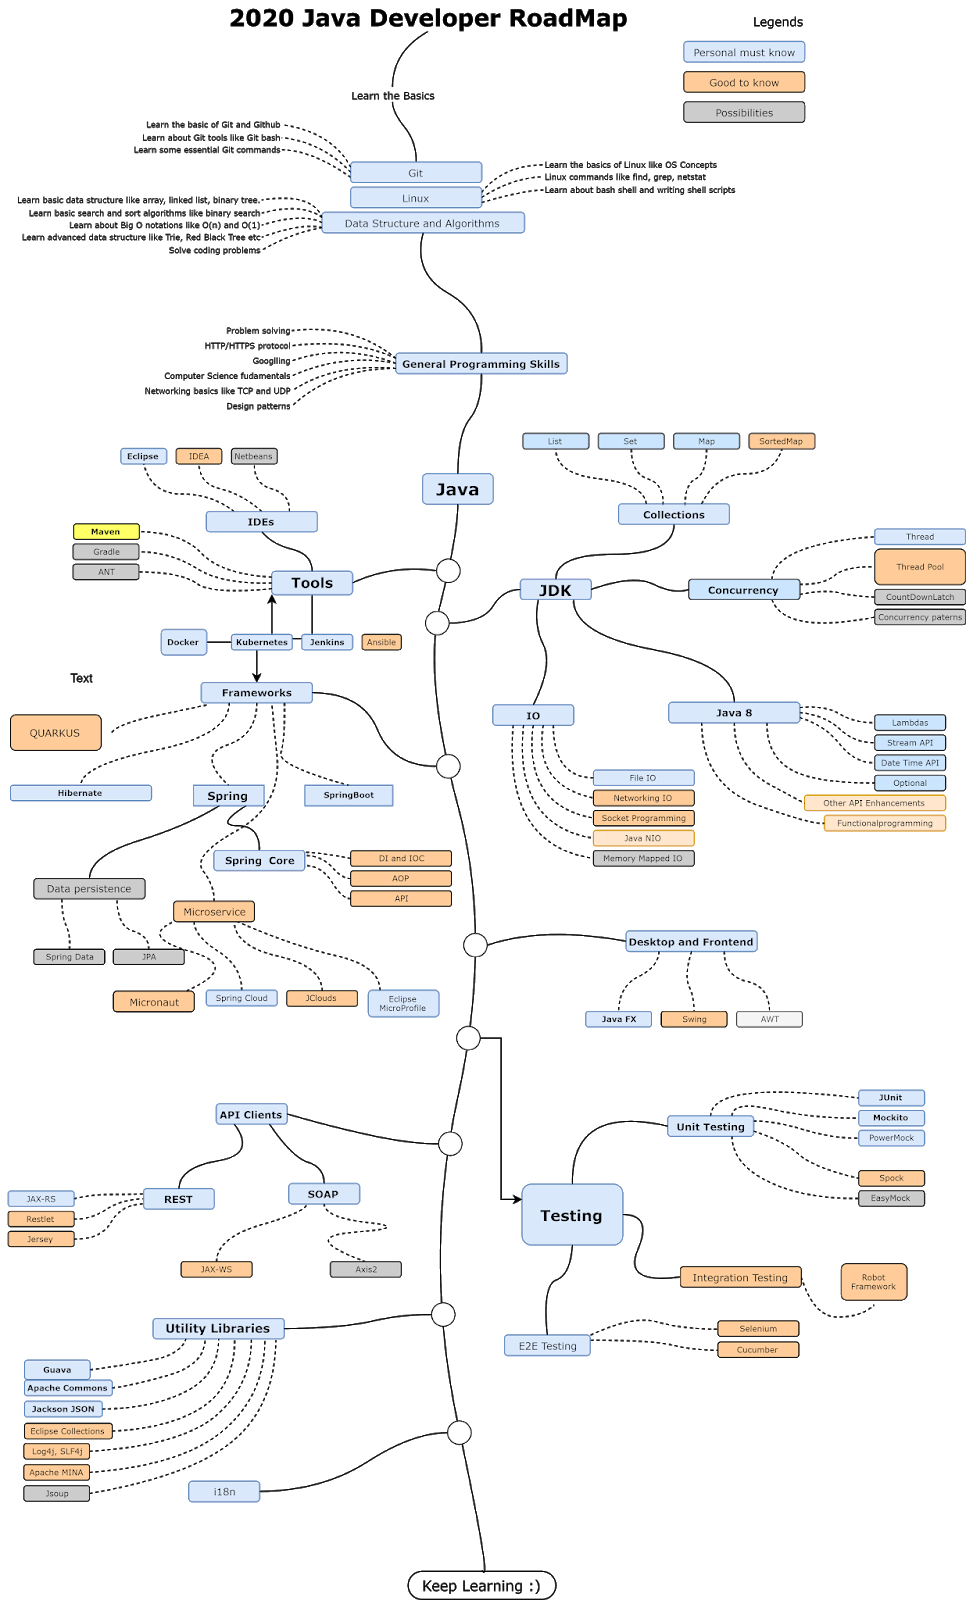 2020 Java Developer RoadMap
Legends
Personal must know
Good to know
Possibilities
Learn the Basics
Learn the basic of Git and Github
Learn about Git tools like Git bash
Learn some essential Git commands
Git
Learn the basics of Linux like OS Concepts
Linux commands like find, grep, netstat
Learn about bash shell and writing shell scripts
Linux
Learn basic data structure like array, linked list, binary tree.
Learn basic search and sort algorithms like binary search
Learn about Big O notations like O(n) and O(1)
Learn advanced data structure like Trie, Red Black Tree etc
Solve coding problems
Data Structure and Algorithms
Problem solving
HTTP/HTTPS protocol
Googlling
Computer Science fudamentals
Networking basics like TCP and UDP
Design patterns
General Programming Skills
Java
Eclipse
IDEA
Netbeans
IDEs
Maven
Gradle
ANT
Tools
Docker
Kubernetes
Jenkins
Ansible
List
Set
Map
SortedMap
Collections
JDK
Concurrency
Thread
Thread Pool
CountDownLatch
Concurrency paterns
IO
File IO
Networking IO
Socket Programming
Java NIO
Memory Mapped IO
Java 8
Lambdas
Stream API
Date Time API
Optional
Other API Enhancements
Functionalprogramming
Text
Frameworks
QUARKUS
Hibernate
Spring
SpringBoot
Spring Core
DI and IOC
AOP
API
Data persistence
Spring Data
JPA
Microservice
Micronaut
Spring Cloud
JClouds
Eclipse
MicroProfile
Desktop and Frontend
Java FX
Swing
AWT
API Clients
REST
JAX-RS
Restlet
Jersey
SOAP
JAX-WS
Axis2
Unit Testing
JUnit
Mockito
PowerMock
Spock
EasyMock
Testing
Integration Testing
Robot
Framework
E2E Testing
Selenium
Cucumber
Utility Libraries
Guava
Apache Commons
Jackson JSON
Eclipse Collections
Log4j, SLF4j
Apache MINA
Jsoup
i18n
Keep Learning :)